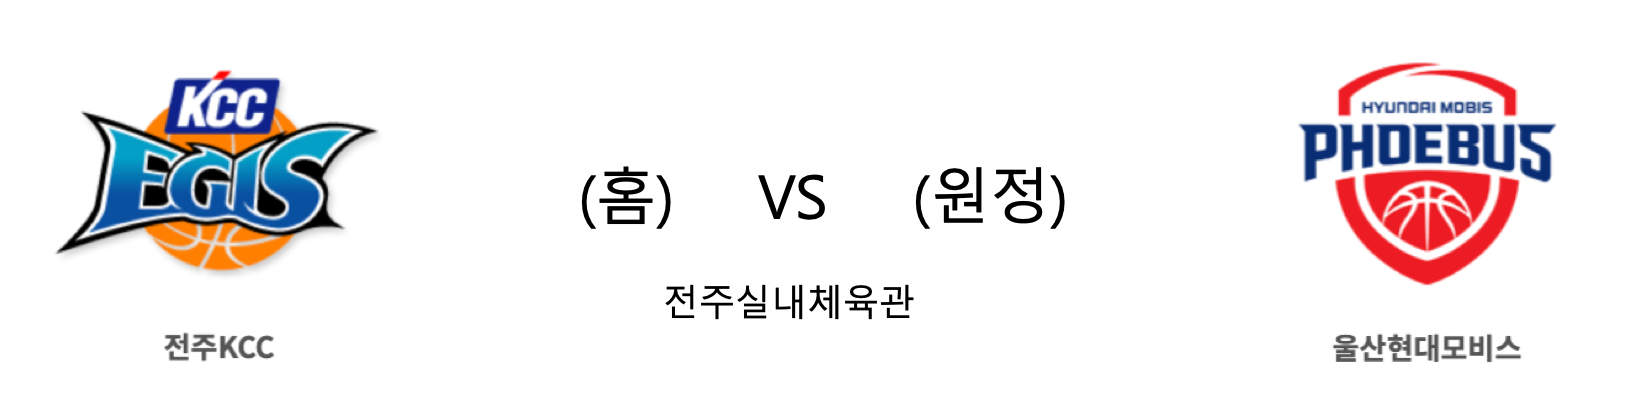 KCC
EGIS
전주KCC
(홈) VS (원정)
전주실내체육관
HYUNDAI MOBIS
PHOEBUS
울산현대모비스